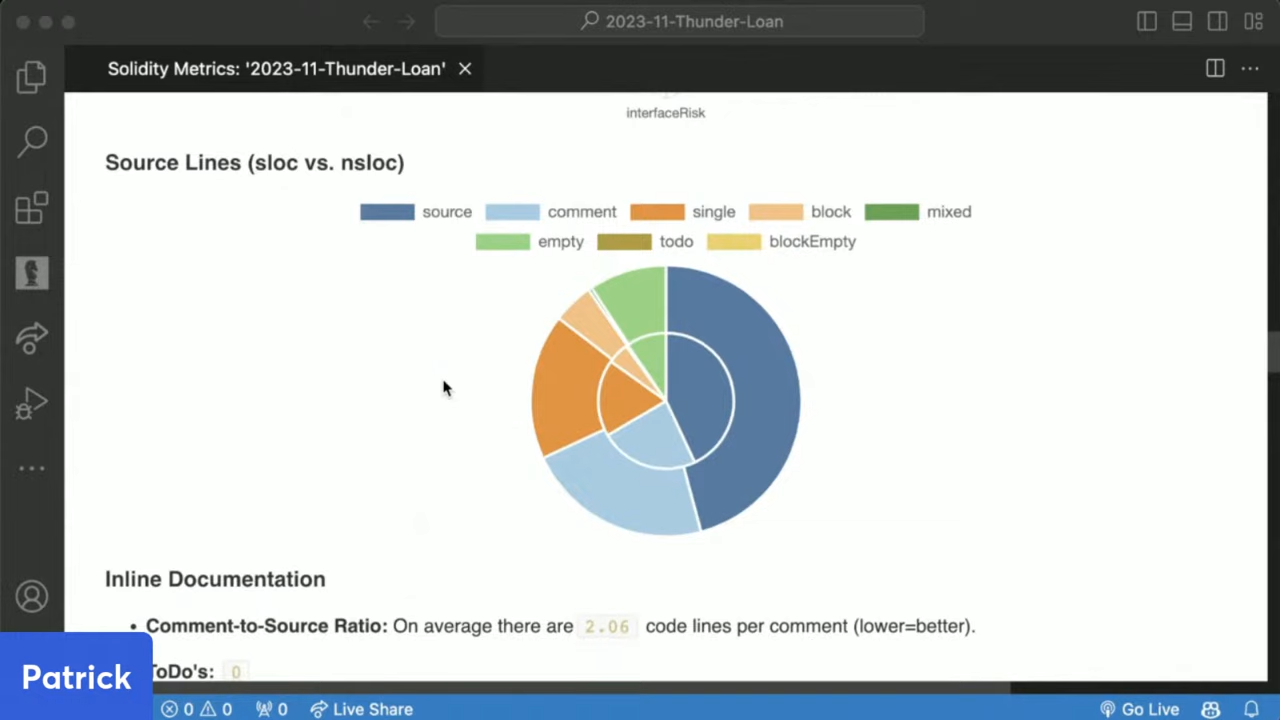 2023-11-Thunder-Loan
Solidity Metrics: '2023-11-Thunder-Loan'
interfaceRisk
Source Lines (sloc vs. nsloc)
source comment single block mixed
empty todo blockEmpty
Inline Documentation
• Comment-to-Source Ratio: On average there are 2.06 code lines per comment (lower=better).
ToDo's: 0
Patrick
0 0 0 Live Share Go Live